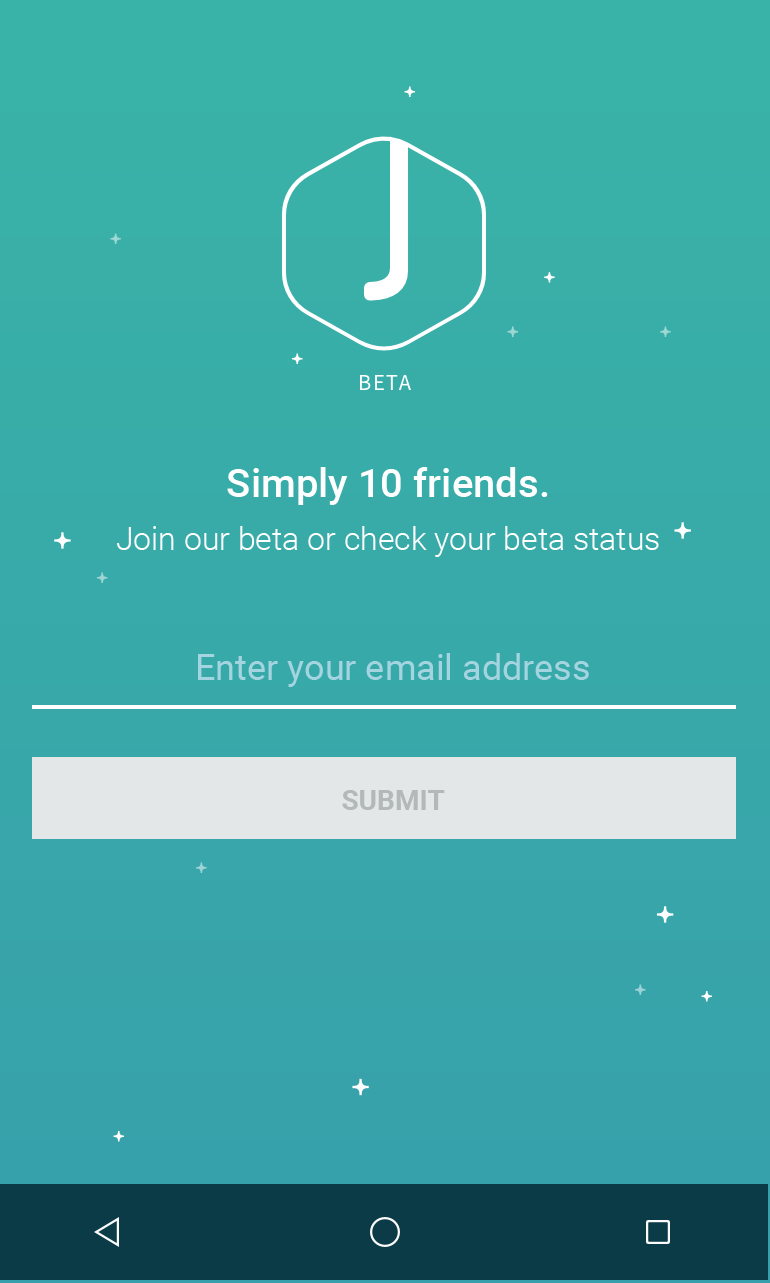 J
BETA
Simply 10 friends.
Join our beta or check your beta status
Enter your email address
SUBMIT